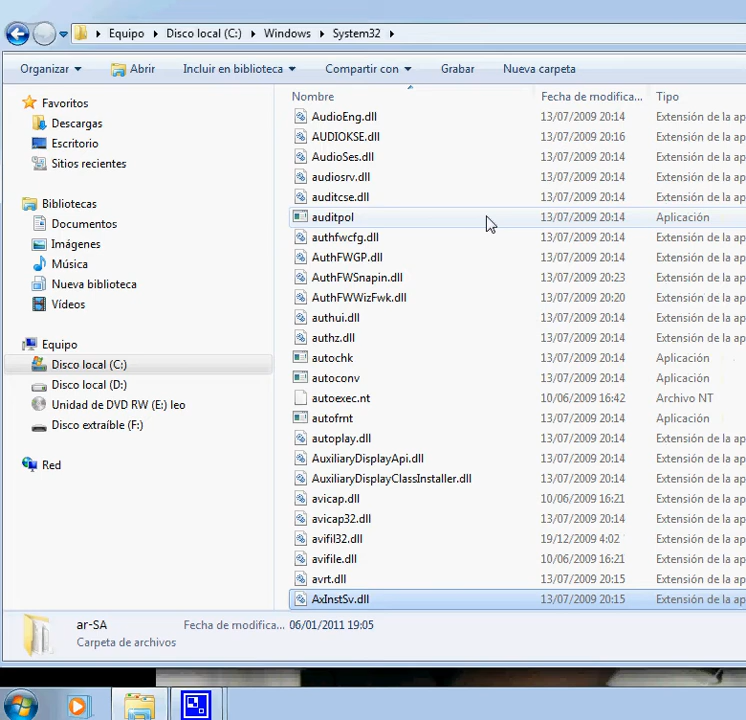 Equipo Disco local (C:) Windows System32
Organizar Abrir Incluir en biblioteca Compartir con Grabar Nueva carpeta
Favoritos
Descargas
Escritorio
Sitios recientes
Bibliotecas
Documentos
Imágenes
Música
Nueva biblioteca
Vídeos
Equipo
Disco local (C:)
Disco local (D:)
Unidad de DVD RW (E:) leo
Disco extraíble (F:)
Red
Nombre Fecha de modifica... Tipo
AudioEng.dll 13/07/2009 20:14 Extensión de la ap
AUDIOKSE.dll 13/07/2009 20:16 Extensión de la ap
AudioSes.dll 13/07/2009 20:14 Extensión de la ap
audiosrv.dll 13/07/2009 20:14 Extensión de la ap
auditcse.dll 13/07/2009 20:14 Extensión de la ap
auditpol 13/07/2009 20:14 Aplicación
authfwcfg.dll 13/07/2009 20:14 Extensión de la ap
AuthFWGP.dll 13/07/2009 20:14 Extensión de la ap
AuthFWSnapin.dll 13/07/2009 20:23 Extensión de la ap
AuthFWWizFwk.dll 13/07/2009 20:20 Extensión de la ap
authui.dll 13/07/2009 20:14 Extensión de la ap
authz.dll 13/07/2009 20:14 Extensión de la ap
autochk 13/07/2009 20:14 Aplicación
autoconv 13/07/2009 20:14 Aplicación
autoexec.nt 10/06/2009 16:42 Archivo NT
autofmt 13/07/2009 20:14 Aplicación
autoplay.dll 13/07/2009 20:14 Extensión de la ap
AuxiliaryDisplayApi.dll 13/07/2009 20:14 Extensión de la ap
AuxiliaryDisplayClassInstaller.dll 13/07/2009 20:14 Extensión de la ap
avicap.dll 10/06/2009 16:21 Extensión de la ap
avicap32.dll 13/07/2009 20:14 Extensión de la ap
avifil32.dll 19/12/2009 4:02 Extensión de la ap
avifile.dll 10/06/2009 16:21 Extensión de la ap
avrt.dll 13/07/2009 20:15 Extensión de la ap
AxInstSv.dll 13/07/2009 20:15 Extensión de la ap
ar-SA Fecha de modifica... 06/01/2011 19:05
Carpeta de archivos